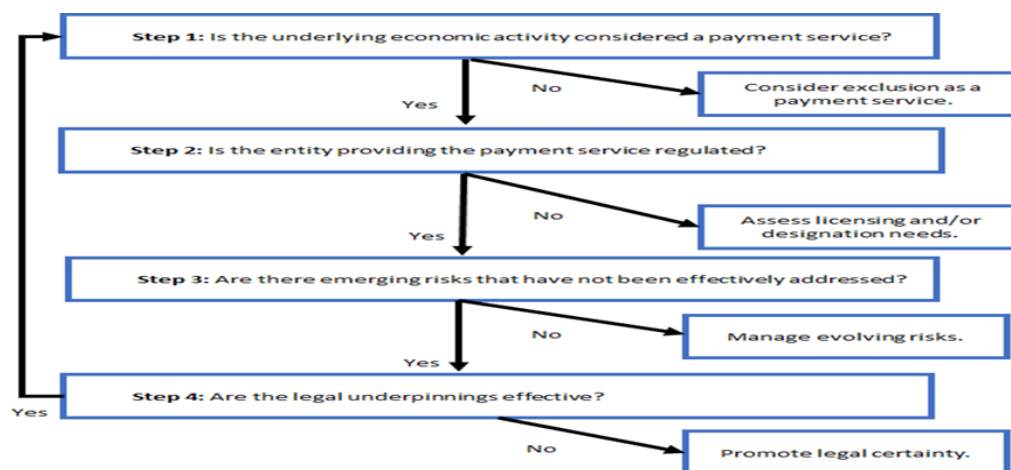 Step 1: Is the underlying economic activity considered a payment service?
No
Consider exclusion as a
payment service.
Yes
Step 2: Is the entity providing the payment service regulated?
No
Assess licensing and/or
designation needs.
Yes
Step 3: Are there emerging risks that have not been effectively addressed?
No
Manage evolving risks.
Yes
Step 4: Are the legal underpinnings effective?
Yes
No
Promote legal certainty.